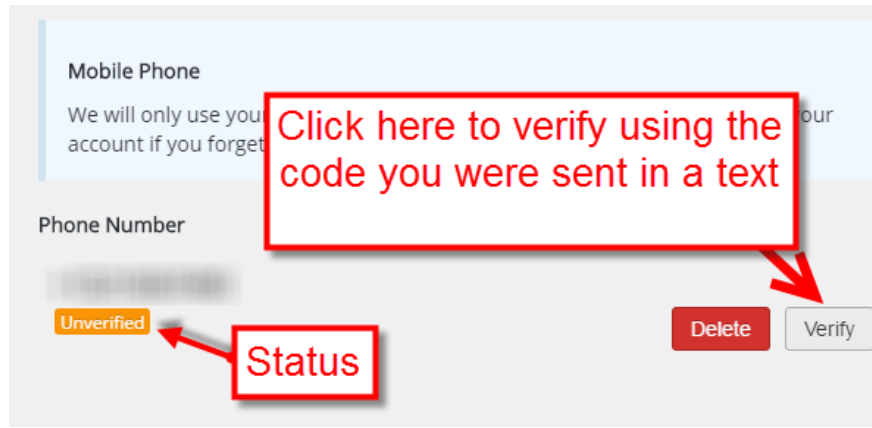 Mobile Phone
We will only use your
our
account if you forget
Click here to verify using the
code you were sent in a text
Phone Number
Unverified
Status
Delete
Verify